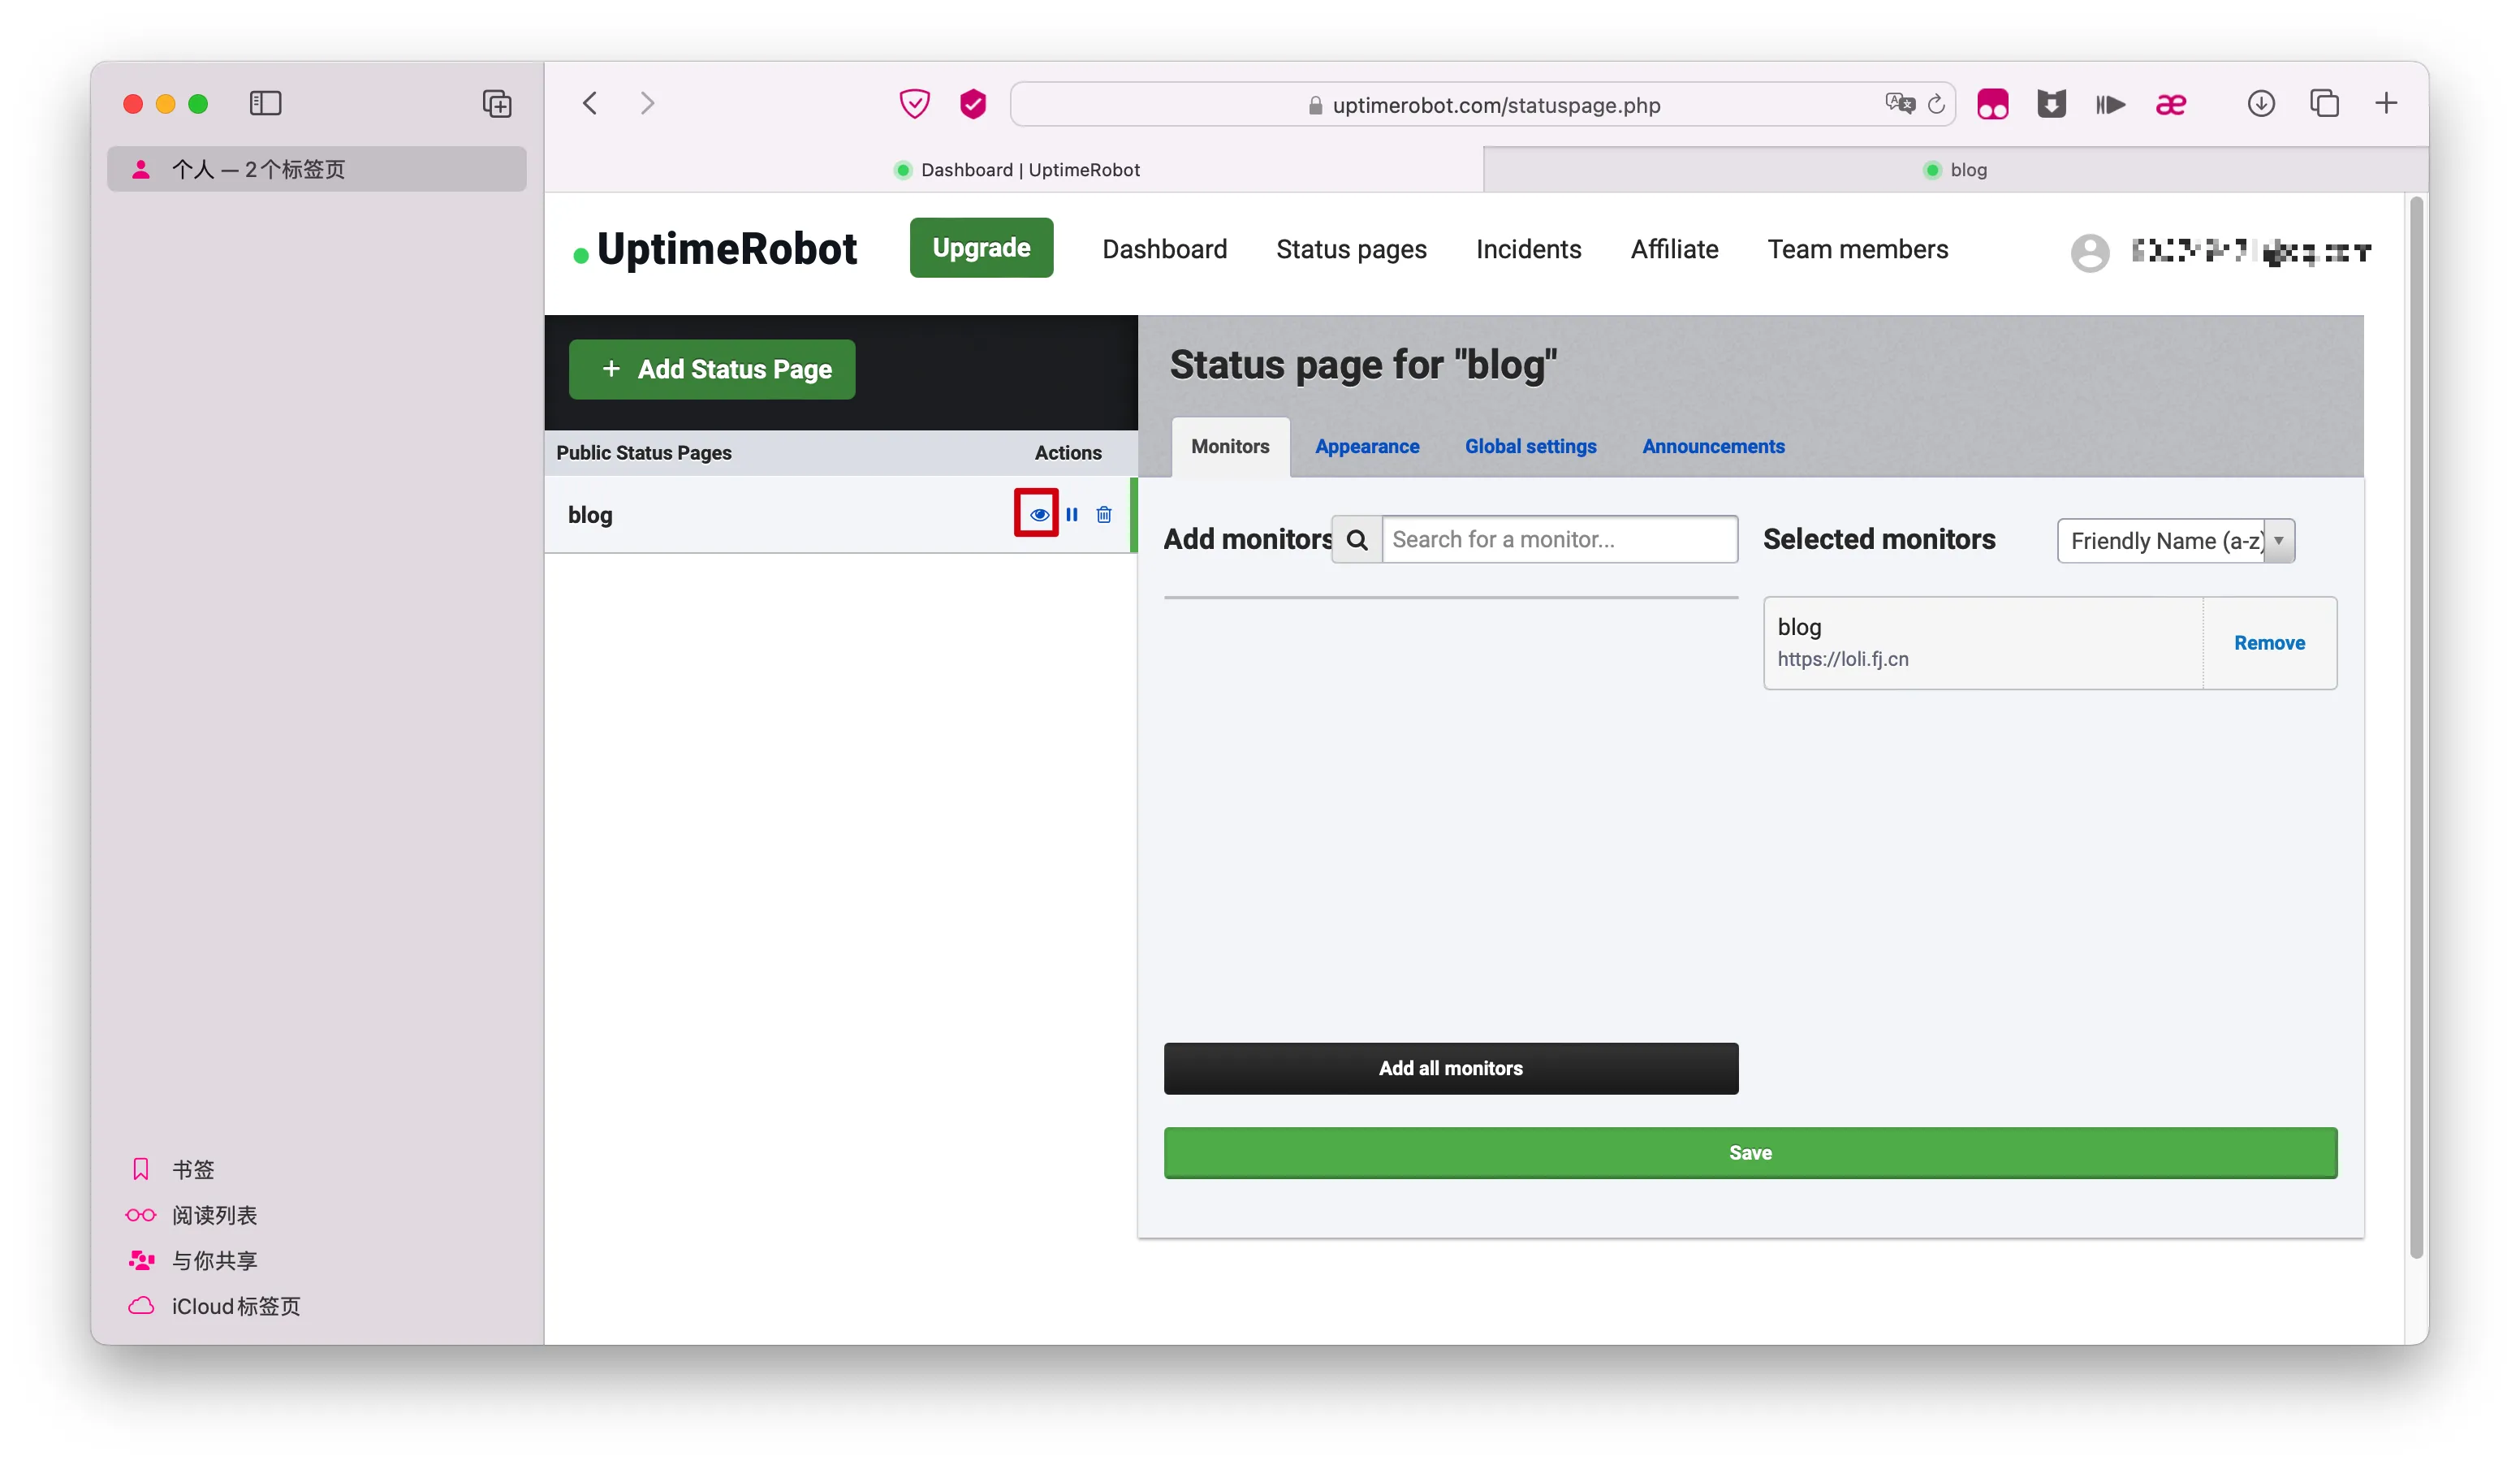 个人 — 2个标签页
uptimerobot.com/statuspage.php
Dashboard | UptimeRobot
blog
UptimeRobot
Upgrade
Dashboard
Status pages
Incidents
Affiliate
Team members
+ Add Status Page
Public Status Pages
Actions
blog
Status page for "blog"
Monitors
Appearance
Global settings
Announcements
Add monitors
Search for a monitor...
Selected monitors
Friendly Name (a-z)
blog
https://loli.fj.cn
Remove
Add all monitors
Save
书签
阅读列表
与你共享
iCloud标签页